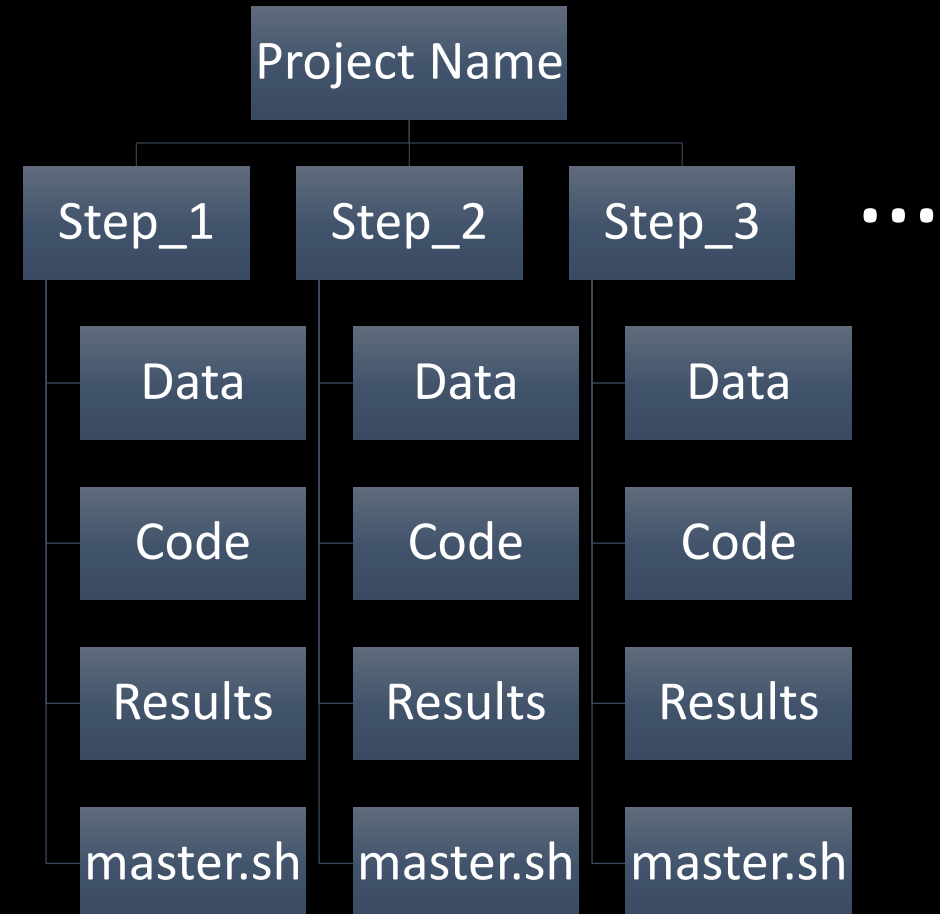 Project Name
Step_1
Step_2
Step_3
...
Data
Data
Data
Code
Code
Code
Results
Results
Results
master.sh
master.sh
master.sh